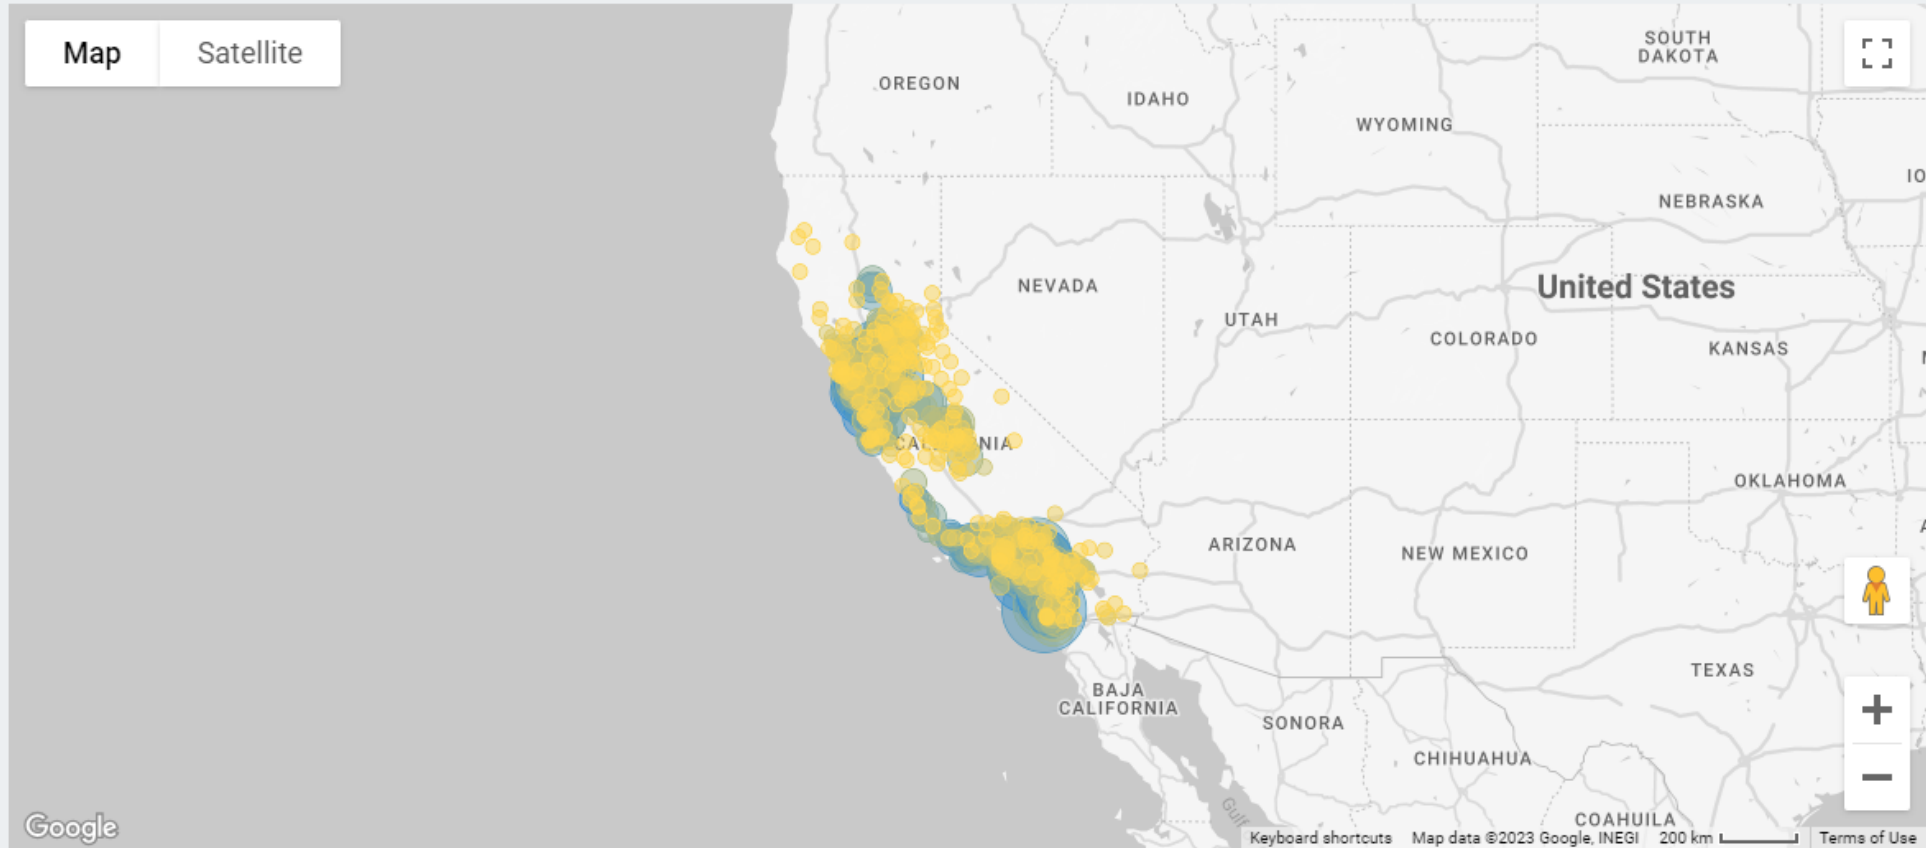 Map
Satellite
SOUTH
DAKOTA
OREGON
IDAHO
WYOMING
IO
NEBRASKA
NEVADA
United States
UTAH
COLORADO
KANSAS
CALIFORNIA
OKLAHOMA
ARIZONA
NEW MEXICO
TEXAS
BAJA
CALIFORNIA
SONORA
CHIHUAHUA
Gulf
COAHUILA
Google
Keyboard shortcuts
Map data ©2023 Google, INEGI
200 km
Terms of Use